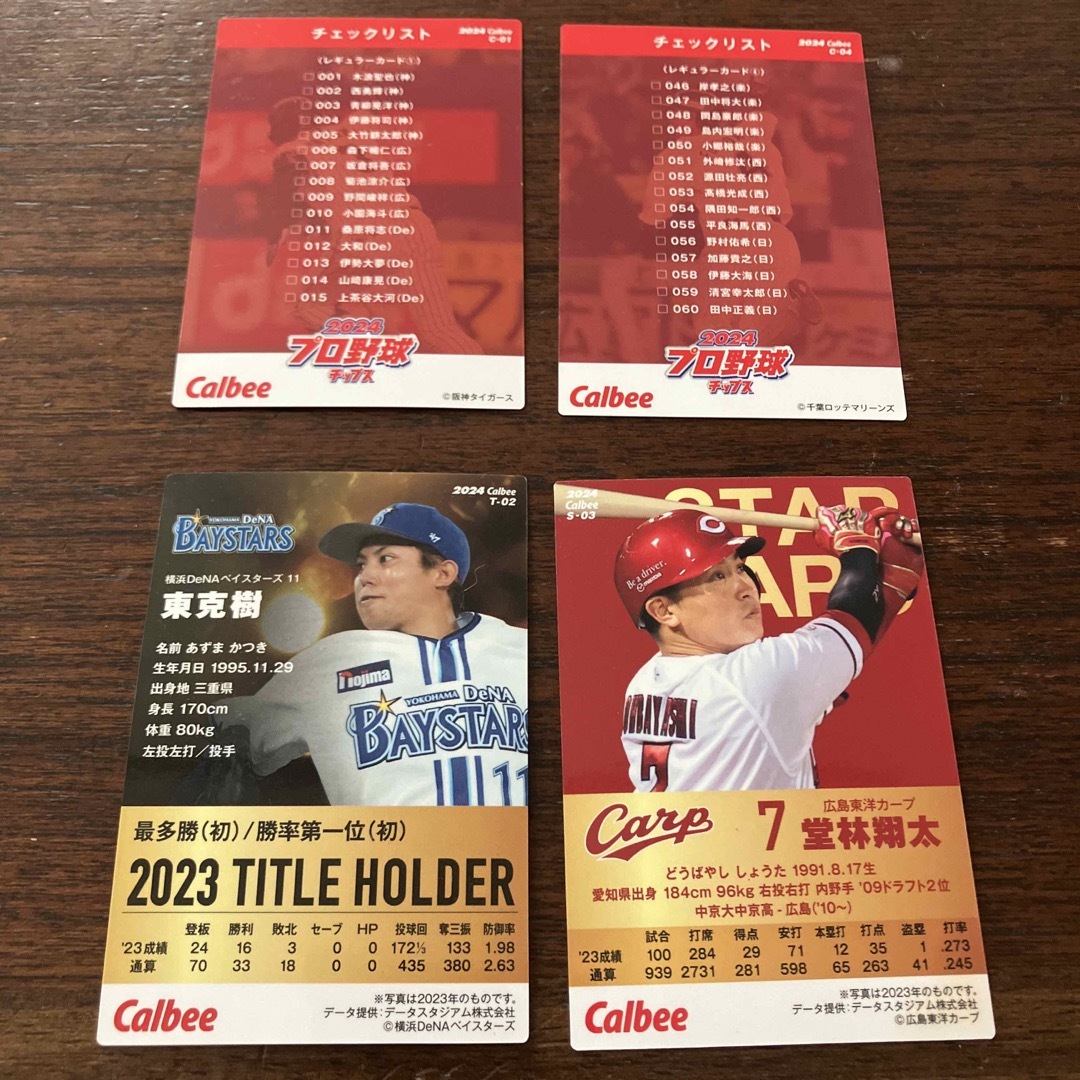 チェックリスト
2024 Calbee
C-01
〈レギュラーカード①〉
□ 001 木浪聖也(神)
□ 002 西勇輝(神)
□ 003 青柳晃洋(神)
□ 004 伊藤将司(神)
□ 005 大竹耕太郎(神)
□ 006 森下暢仁(広)
□ 007 坂倉将吾(広)
□ 008 菊池涼介(広)
□ 009 野間峻祥(広)
□ 010 小園海斗(広)
□ 011 桑原将志(De)
□ 012 大和(De)
□ 013 伊勢大夢(De)
□ 014 山﨑康晃(De)
□ 015 上茶谷大河(De)
2024
プロ野球
チップス
Calbee
©阪神タイガース
チェックリスト
2024 Calbee
C-04
〈レギュラーカード④〉
□ 046 岸孝之(楽)
□ 047 田中将大(楽)
□ 048 岡島豪郎(楽)
□ 049 島内宏明(楽)
□ 050 小郷裕哉(楽)
□ 051 外崎修汰(西)
□ 052 源田壮亮(西)
□ 053 髙橋光成(西)
□ 054 隅田知一郎(西)
□ 055 平良海馬(西)
□ 056 野村佑希(日)
□ 057 加藤貴之(日)
□ 058 伊藤大海(日)
□ 059 清宮幸太郎(日)
□ 060 田中正義(日)
2024
プロ野球
チップス
Calbee
©千葉ロッテマリーンズ
2024 Calbee
T-02
YOKOHAMA DeNA
BAYSTARS
横浜DeNAベイスターズ 11
東克樹
名前 あずま かつき
生年月日 1995.11.29
出身地 三重県
身長 170cm
体重 80kg
左投左打／投手
nojima
YOKOHAMA DeNA
BAYSTARS
11
最多勝(初)/勝率第一位(初)
2023 TITLE HOLDER
登板 勝利 敗北 セーブ HP 投球回 奪三振 防御率
'23成績 24 16 3 0 0 172⅓ 133 1.98
通算 70 33 18 0 0 435 380 2.63
※写真は2023年のものです。
データ提供:データスタジアム株式会社
©横浜DeNAベイスターズ
Calbee
2024
Calbee
S-03
STAR
Be a driver.
mazda
7
Carp
7
広島東洋カープ
堂林翔太
どうばやし しょうた 1991.8.17生
愛知県出身 184cm 96kg 右投右打 内野手 '09ドラフト2位
中京大中京高 - 広島('10〜)
試合 打席 得点 安打 本塁打 打点 盗塁 打率
'23成績 100 284 29 71 12 35 1 .273
通算 939 2731 281 598 65 263 41 .245
※写真は2023年のものです。
データ提供:データスタジアム株式会社
©広島東洋カープ
Calbee